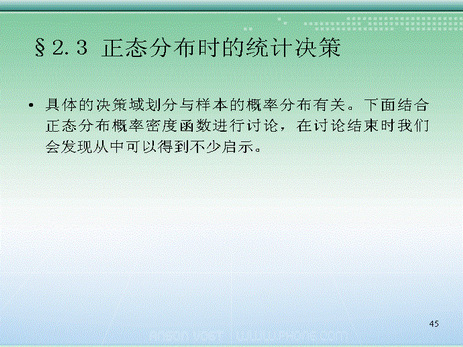 §2.3 正态分布时的统计决策
• 具体的决策域划分与样本的概率分布有关。下面结合
正态分布概率密度函数进行讨论，在讨论结束时我们
会发现从中可以得到不少启示。
45